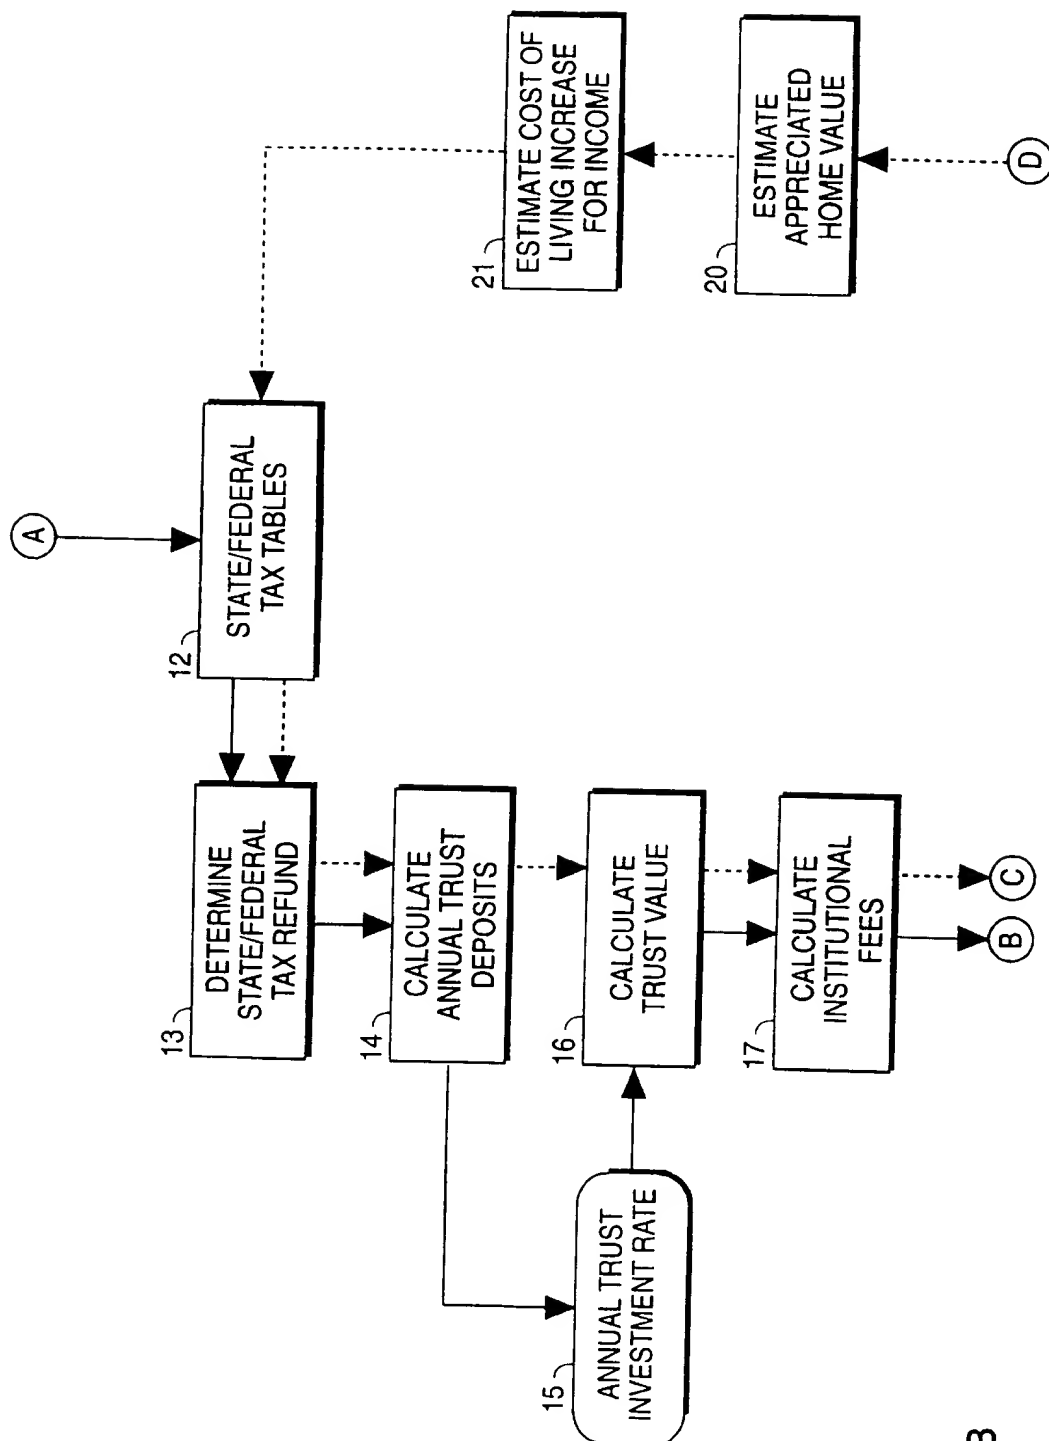 A
12
STATE/FEDERAL
TAX TABLES
13
DETERMINE
STATE/FEDERAL
TAX REFUND
14
CALCULATE
ANNUAL TRUST
DEPOSITS
15
ANNUAL TRUST
INVESTMENT RATE
16
CALCULATE
TRUST VALUE
17
CALCULATE
INSTITUTIONAL
FEES
B
C
21
ESTIMATE COST OF
LIVING INCREASE
FOR INCOME
20
ESTIMATE
APPRECIATED
HOME VALUE
D